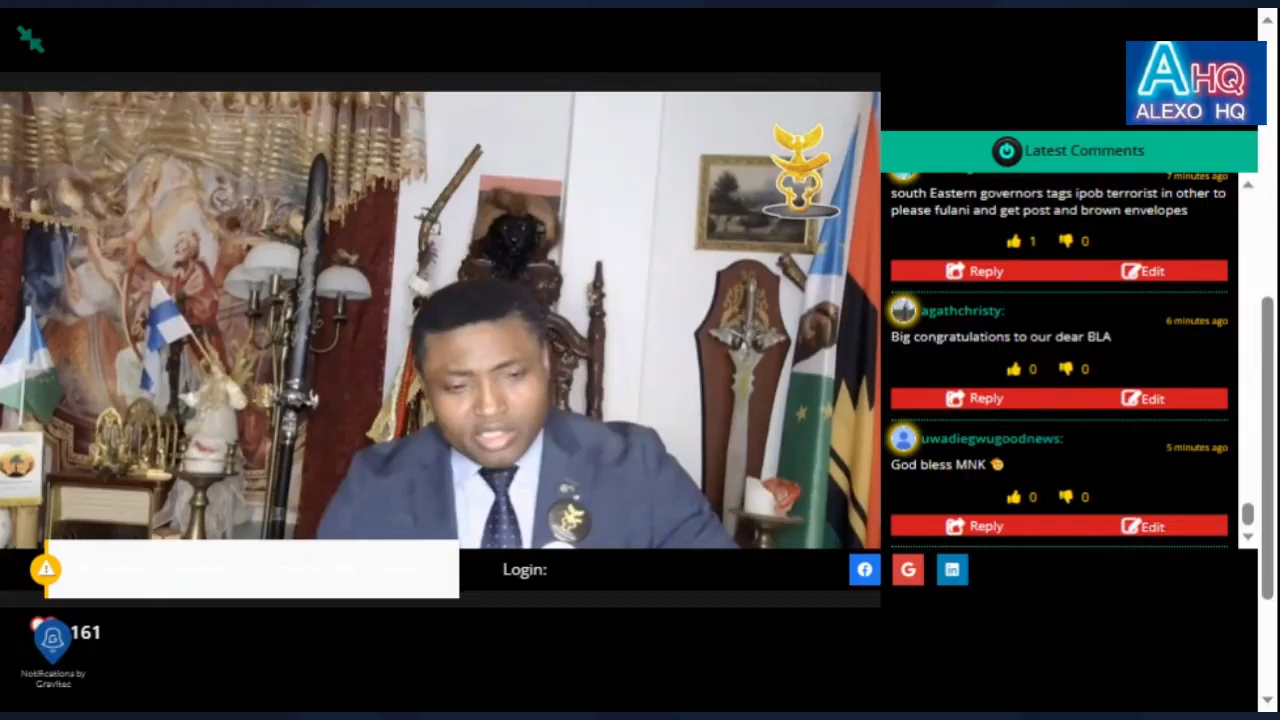 AHQ
ALEXO HQ
Latest Comments
7 minutes ago
south Eastern governors tags ipob terrorist in other to
please fulani and get post and brown envelopes
1 0
Reply Edit
agathchristy:
6 minutes ago
Big congratulations to our dear BLA
0 0
Reply Edit
uwadiegwugoodnews:
5 minutes ago
God bless MNK
0 0
Reply Edit
Login:
161
Notifications by
Gravitec